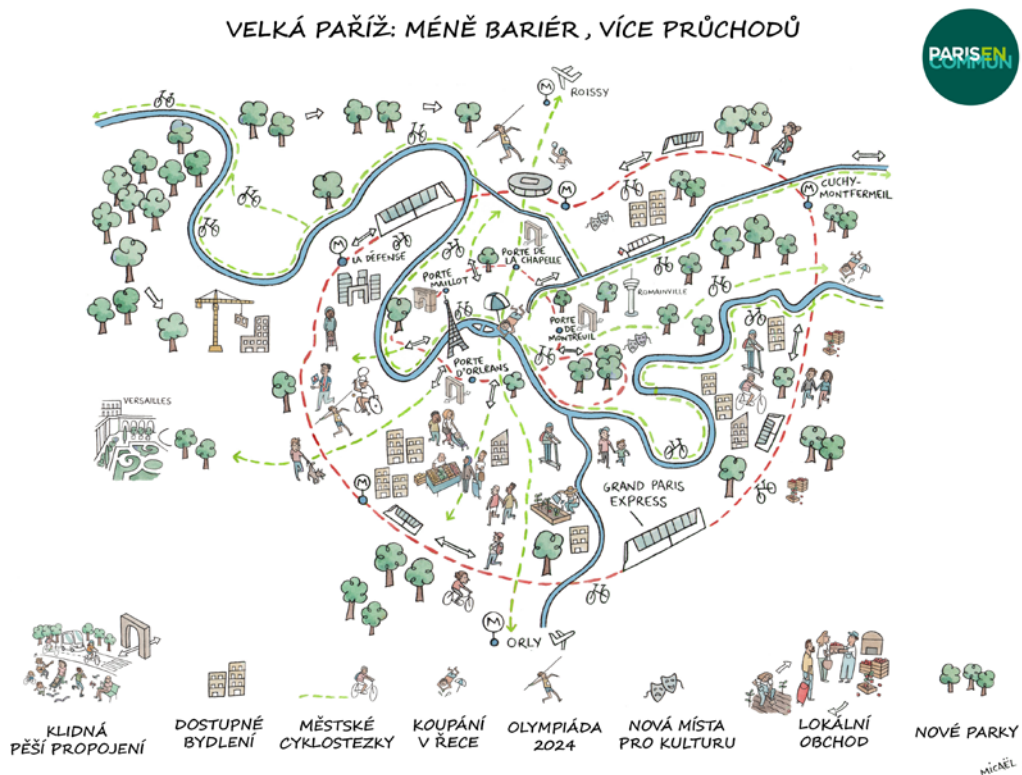 VELKÁ PAŘÍŽ: MÉNĚ BARIÉR, VÍCE PRŮCHODŮ
PARIS EN
COMMUN
M
ROISSY
M
M
CUCHY-
MONTFERMEIL
M
LA DÉFENSE
PORTE
MAILLOT
PORTE DE
LA CHAPELLE
ROMAINVILLE
PORTE
DE
MONTREUIL
PORTE
D'ORLÉANS
VERSAILLES
M
GRAND PARIS
EXPRESS
M
ORLY
KLIDNÁ
PĚŠÍ PROPOJENÍ
DOSTUPNÉ
BYDLENÍ
MĚSTSKÉ
CYKLOSTEZKY
KOUPÁNÍ
V ŘECE
OLYMPIÁDA
2024
NOVÁ MÍSTA
PRO KULTURU
LOKÁLNÍ
OBCHOD
NOVÉ PARKY
MICAËL